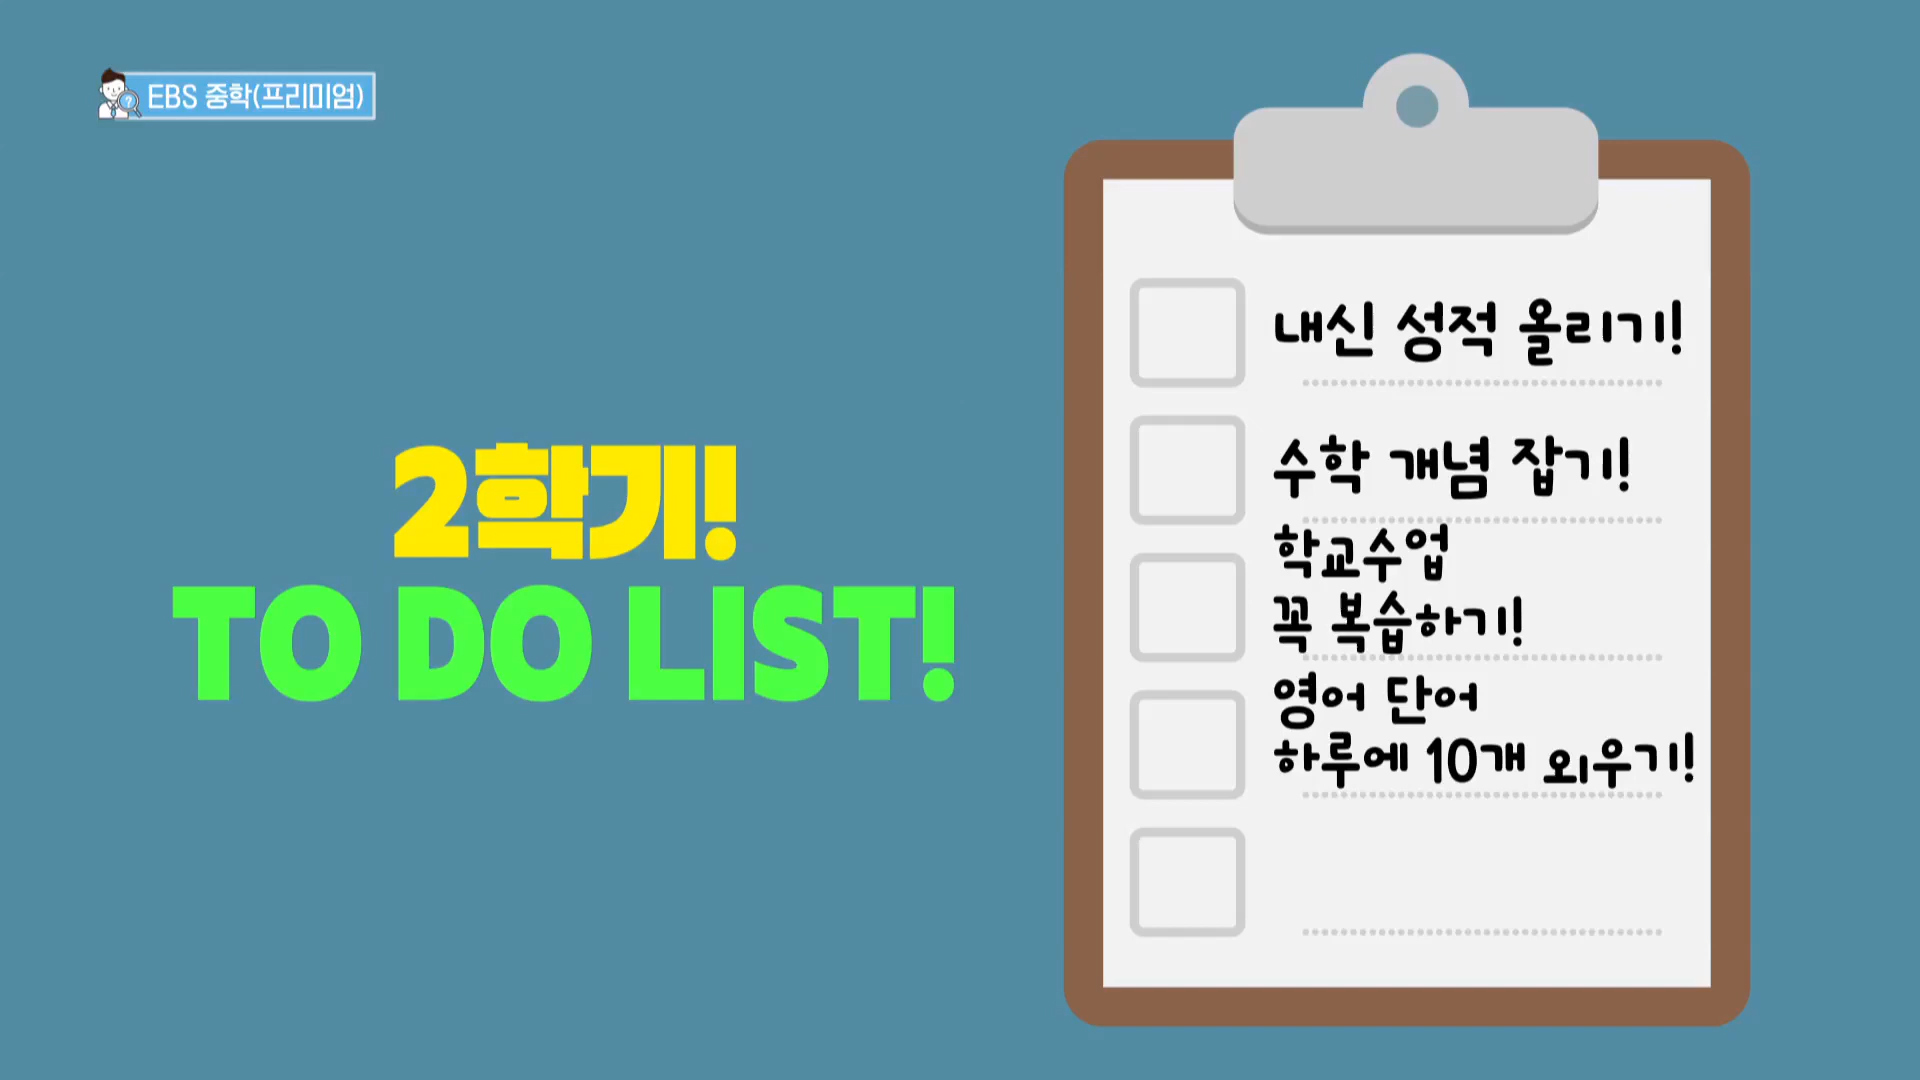 EBS 중학(프리미엄)
2학기!
TO DO LIST!
내신 성적 올리기!
수학 개념 잡기!
학교수업
꼭 복습하기!
영어 단어
하루에 10개 외우기!